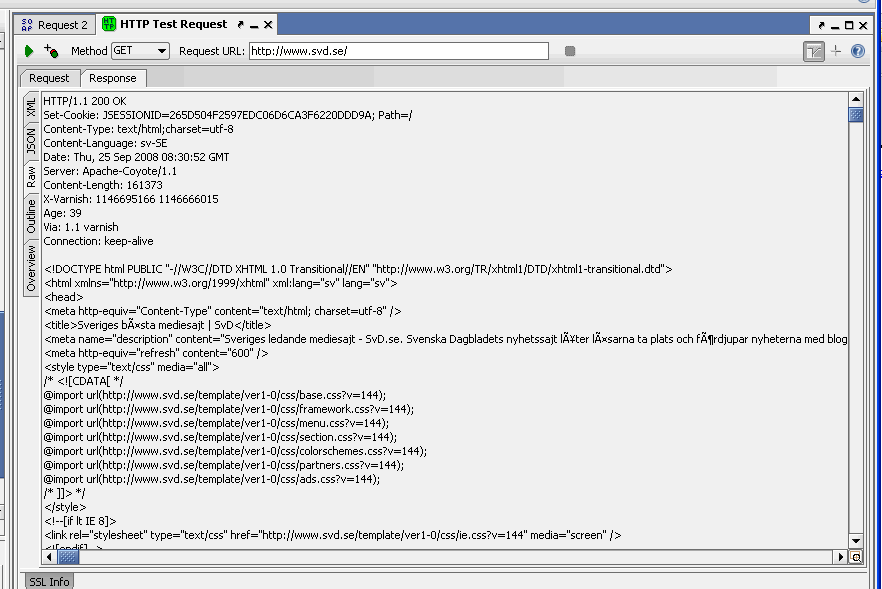 SO AP Request 2 HTTP HTTP Test Request
Method GET Request URL: http://www.svd.se/
Request Response
XML
JSON
Raw
Outline
Overview
HTTP/1.1 200 OK
Set-Cookie: JSESSIONID=265D504F2597EDC06D6CA3F6220DDD9A; Path=/
Content-Type: text/html;charset=utf-8
Content-Language: sv-SE
Date: Thu, 25 Sep 2008 08:30:52 GMT
Server: Apache-Coyote/1.1
Content-Length: 161373
X-Varnish: 1146695166 1146666015
Age: 39
Via: 1.1 varnish
Connection: keep-alive
<!DOCTYPE html PUBLIC "-//W3C//DTD XHTML 1.0 Transitional//EN" "http://www.w3.org/TR/xhtml1/DTD/xhtml1-transitional.dtd">
<html xmlns="http://www.w3.org/1999/xhtml" xml:lang="sv" lang="sv">
<head>
<meta http-equiv="Content-Type" content="text/html; charset=utf-8" />
<title>Sveriges bÃ¤sta mediesajt | SvD</title>
<meta name="description" content="Sveriges ledande mediesajt - SvD.se. Svenska Dagbladets nyhetssajt lÃ¥ter lÃ¤sarna ta plats och fÃ¶rdjupar nyheterna med blog
<meta http-equiv="refresh" content="600" />
<style type="text/css" media="all">
/* <![CDATA[ */
@import url(http://www.svd.se/template/ver1-0/css/base.css?v=144);
@import url(http://www.svd.se/template/ver1-0/css/framework.css?v=144);
@import url(http://www.svd.se/template/ver1-0/css/menu.css?v=144);
@import url(http://www.svd.se/template/ver1-0/css/section.css?v=144);
@import url(http://www.svd.se/template/ver1-0/css/colorschemes.css?v=144);
@import url(http://www.svd.se/template/ver1-0/css/partners.css?v=144);
@import url(http://www.svd.se/template/ver1-0/css/ads.css?v=144);
/* ]]> */
</style>
<!--[if lt IE 8]>
<link rel="stylesheet" type="text/css" href="http://www.svd.se/template/ver1-0/css/ie.css?v=144" media="screen" />
<![endif]-->
SSL Info